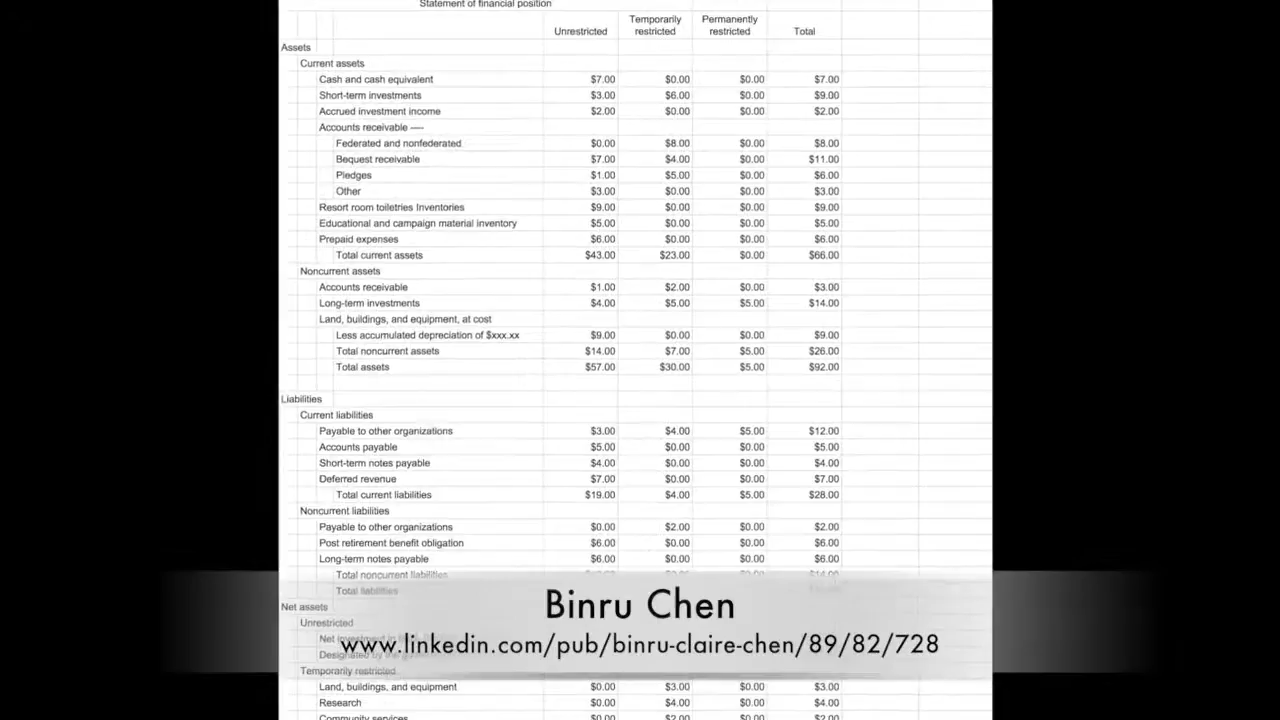 Statement of financial position
Unrestricted Temporarily restricted Permanently restricted Total
Assets
Current assets
Cash and cash equivalent $7.00 $0.00 $0.00 $7.00
Short-term investments $3.00 $6.00 $0.00 $9.00
Accrued investment income $2.00 $0.00 $0.00 $2.00
Accounts receivable ----
Federated and nonfederated $0.00 $8.00 $0.00 $8.00
Bequest receivable $7.00 $4.00 $0.00 $11.00
Pledges $1.00 $5.00 $0.00 $6.00
Other $3.00 $0.00 $0.00 $3.00
Resort room toiletries Inventories $9.00 $0.00 $0.00 $9.00
Educational and campaign material inventory $5.00 $0.00 $0.00 $5.00
Prepaid expenses $6.00 $0.00 $0.00 $6.00
Total current assets $43.00 $23.00 $0.00 $66.00
Noncurrent assets
Accounts receivable $1.00 $2.00 $0.00 $3.00
Long-term investments $4.00 $5.00 $5.00 $14.00
Land, buildings, and equipment, at cost
Less accumulated depreciation of $xxx.xx $9.00 $0.00 $0.00 $9.00
Total noncurrent assets $14.00 $7.00 $5.00 $26.00
Total assets $57.00 $30.00 $5.00 $92.00
Liabilities
Current liabilities
Payable to other organizations $3.00 $4.00 $5.00 $12.00
Accounts payable $5.00 $0.00 $0.00 $5.00
Short-term notes payable $4.00 $0.00 $0.00 $4.00
Deferred revenue $7.00 $0.00 $0.00 $7.00
Total current liabilities $19.00 $4.00 $5.00 $28.00
Noncurrent liabilities
Payable to other organizations $0.00 $2.00 $0.00 $2.00
Post retirement benefit obligation $6.00 $0.00 $0.00 $6.00
Long-term notes payable $6.00 $0.00 $0.00 $6.00
Total noncurrent liabilities
Total liabilities
Net assets
Binru Chen
Unrestricted
Net
www.linkedin.com/pub/binru-claire-chen/89/82/728
Temporarily restricted
Land, buildings, and equipment $0.00 $3.00 $0.00 $3.00
Research $0.00 $4.00 $0.00 $4.00
Community services $0.00 $2.00 $0.00 $2.00